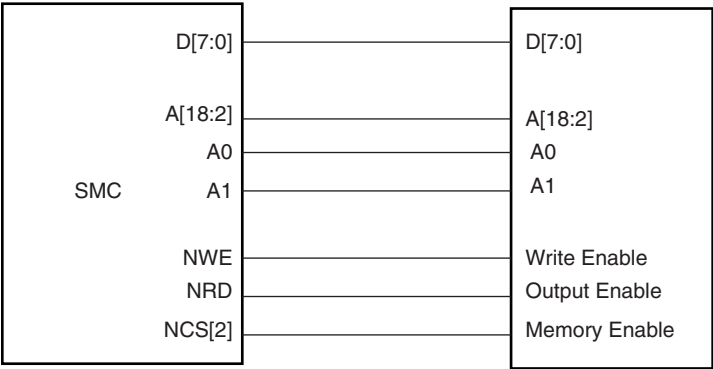 D[7:0] D[7:0]
A[18:2] A[18:2]
A0 A0
SMC A1 A1
NWE Write Enable
NRD Output Enable
NCS[2] Memory Enable